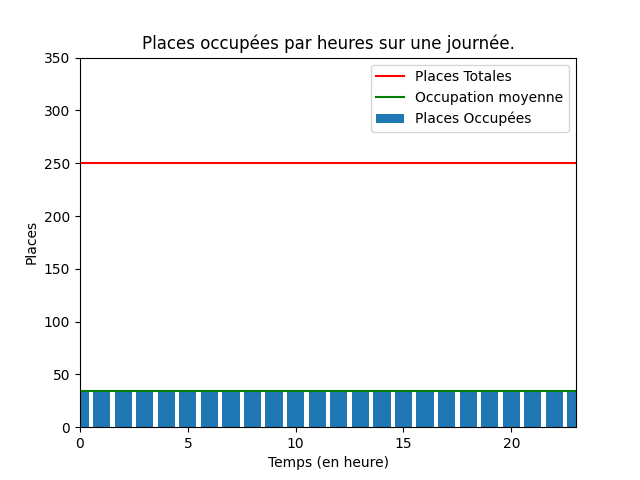 Places occupées par heures sur une journée.
350
300
250
200
150
100
50
0
Places
Places Totales
Occupation moyenne
Places Occupées
0 5 10 15 20
Temps (en heure)